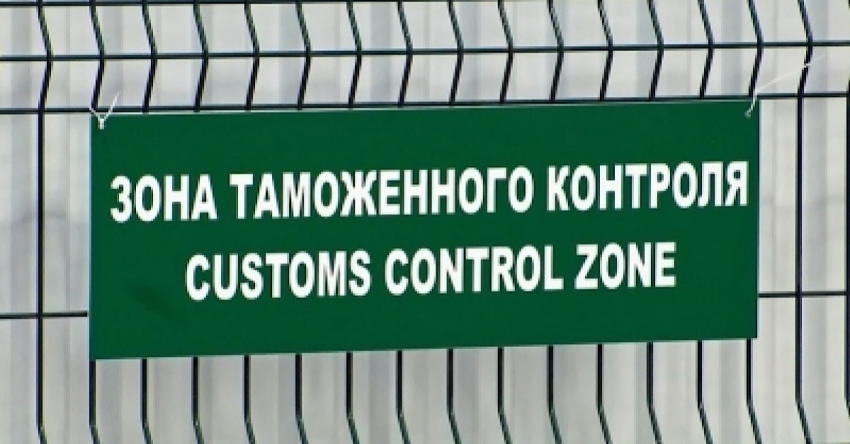 ЗОНА ТАМОЖЕННОГО КОНТРОЛЯ
CUSTOMS CONTROL ZONE